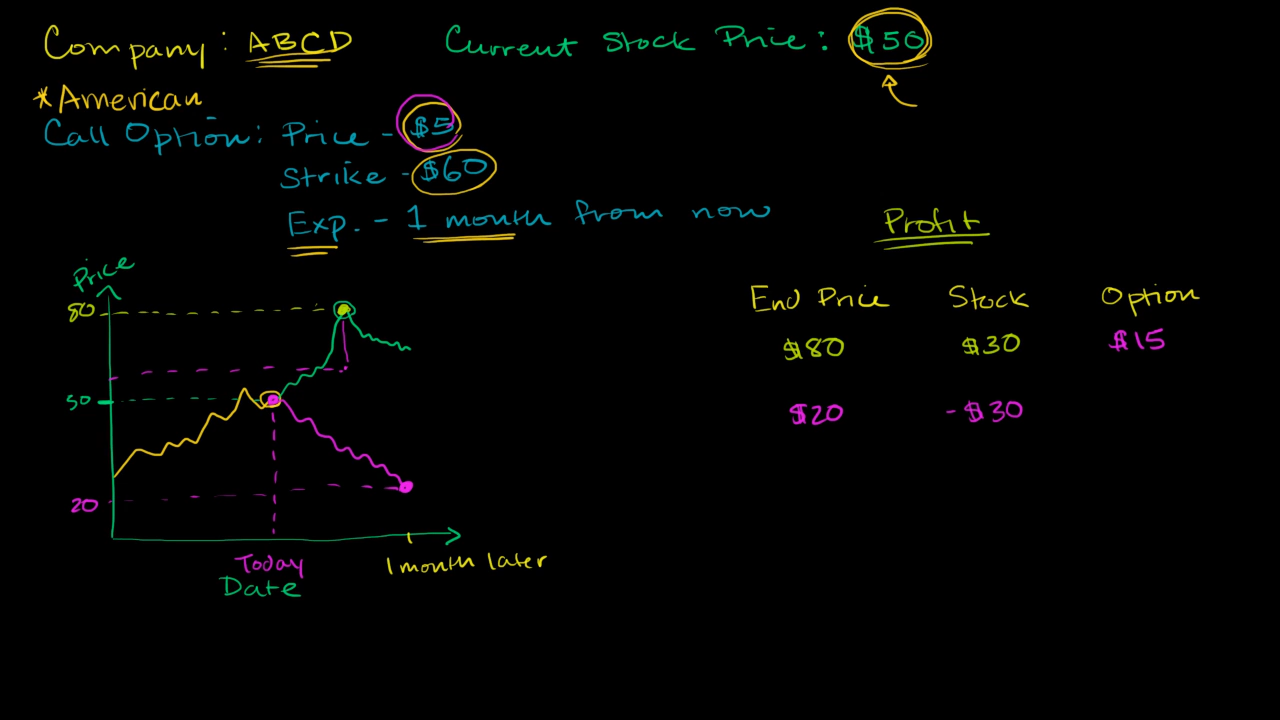 Company: ABCD Current Stock Price: $50
*American
Call Option: Price - $5
Strike - $60
Exp. - 1 month from now
Profit
End Price Stock Option
$80 $30 $15
$20 -$30
Price
80
50
20
Today
1 month later
Date